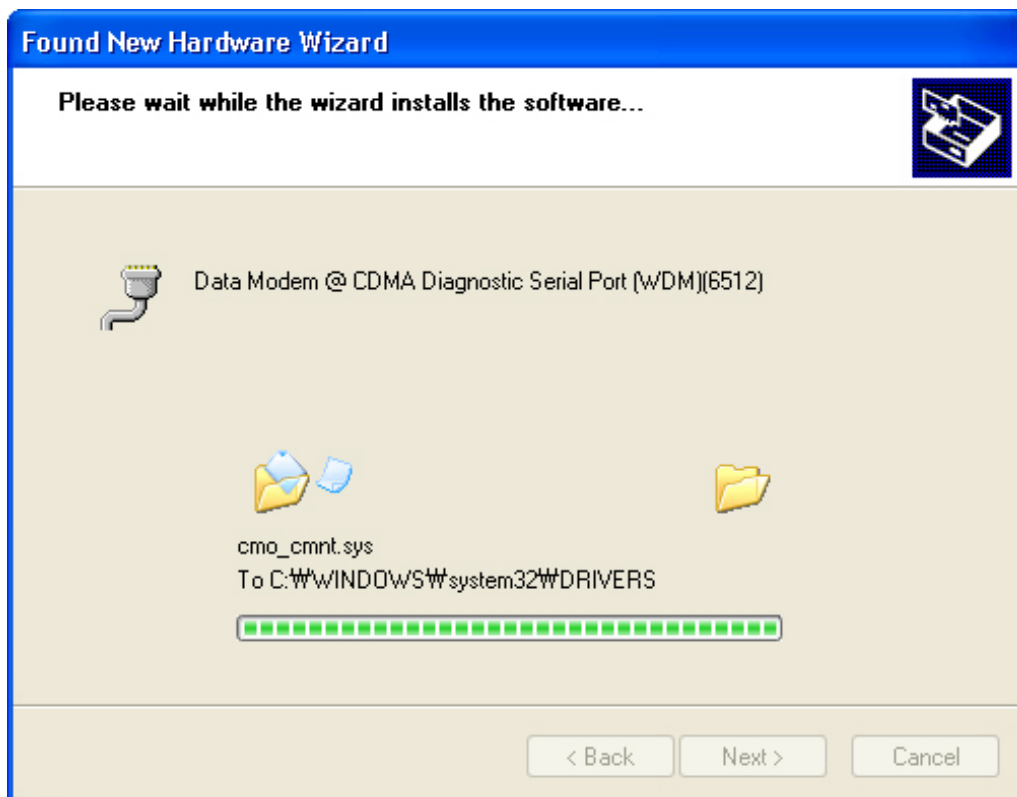 Found New Hardware Wizard
Please wait while the wizard installs the software...
Data Modem @ CDMA Diagnostic Serial Port (WDM)(6512)
cmo_cmnt.sys
To C:₩WINDOWS₩system32₩DRIVERS
< Back
Next >
Cancel